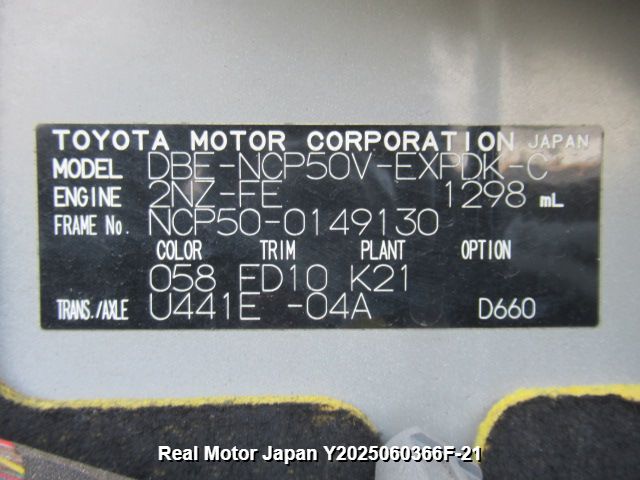 TOYOTA MOTOR CORPORATION JAPAN
MODEL DBE-NCP50V-EXPDK-C
ENGINE 2NZ-FE 1298 mL
FRAME No. NCP50-0149130
COLOR TRIM PLANT OPTION
058 FD10 K21
TRANS./AXLE U441E -04A D660
Real Motor Japan Y2025060366F-21